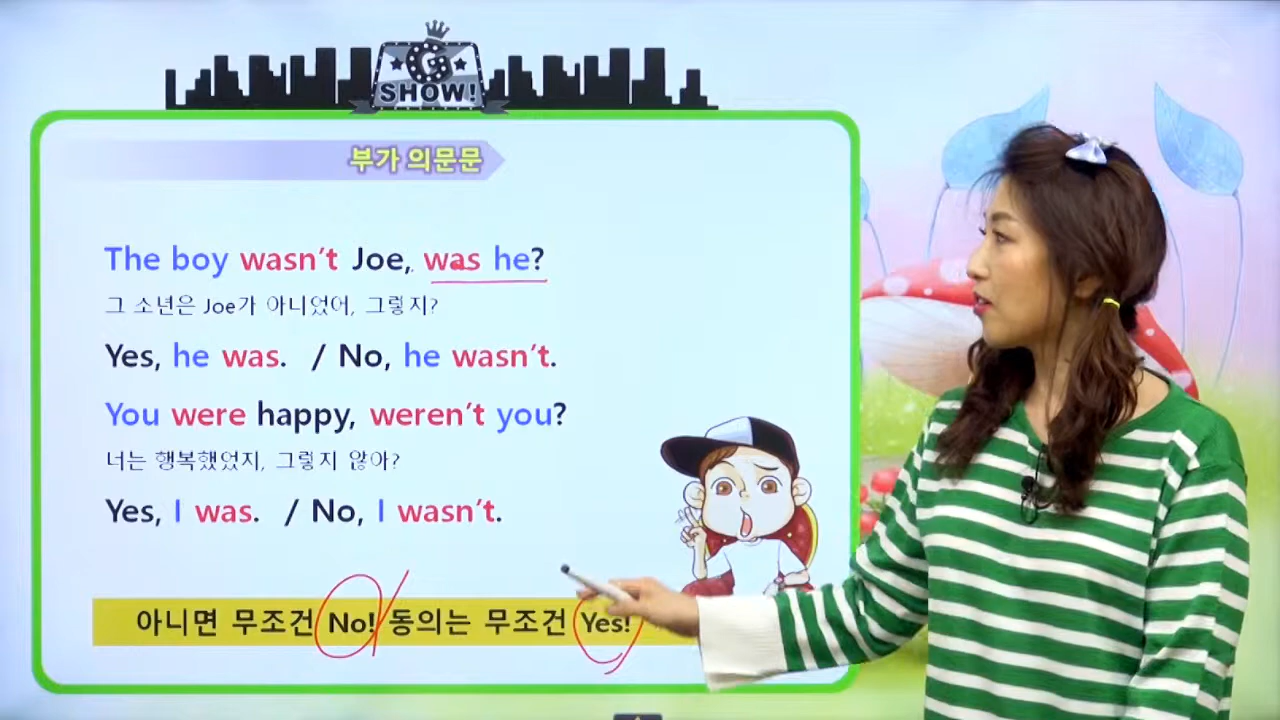 G
SHOW!
부가 의문문
The boy wasn't Joe, was he?
그 소년은 Joe가 아니었어, 그렇지?
Yes, he was. / No, he wasn't.
You were happy, weren't you?
너는 행복했었지, 그렇지 않아?
Yes, I was. / No, I wasn't.
아니면 무조건 No! 동의는 무조건 Yes!